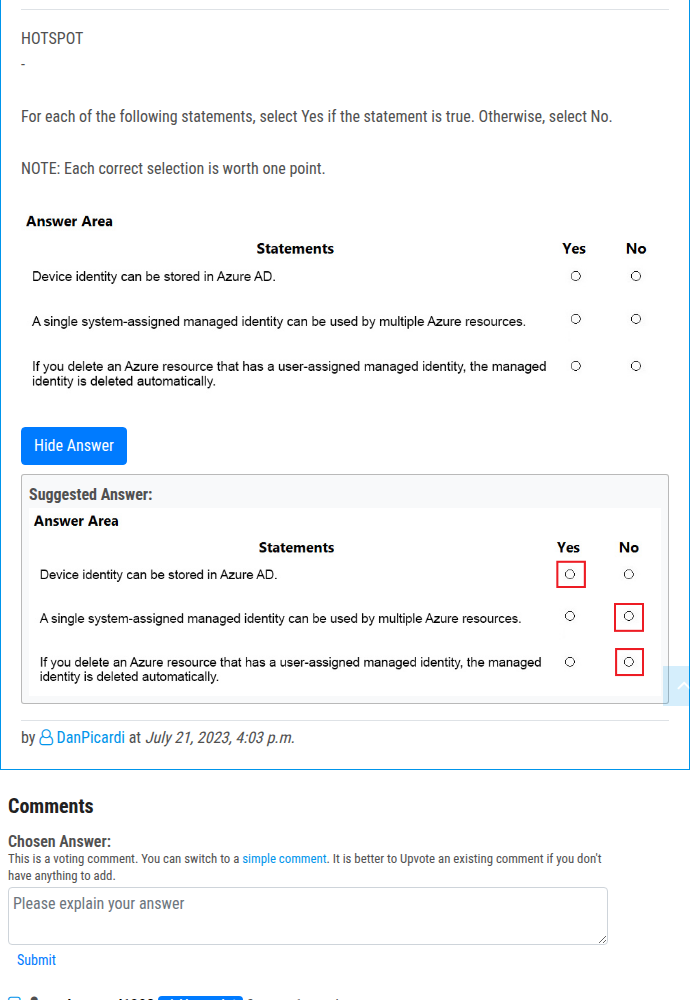 HOTSPOT
-
For each of the following statements, select Yes if the statement is true. Otherwise, select No.
NOTE: Each correct selection is worth one point.
Answer Area
Statements Yes No
Device identity can be stored in Azure AD.
A single system-assigned managed identity can be used by multiple Azure resources.
If you delete an Azure resource that has a user-assigned managed identity, the managed
identity is deleted automatically.
Hide Answer
Suggested Answer:
Answer Area
Statements Yes No
Device identity can be stored in Azure AD.
A single system-assigned managed identity can be used by multiple Azure resources.
If you delete an Azure resource that has a user-assigned managed identity, the managed
identity is deleted automatically.
by DanPicardi at July 21, 2023, 4:03 p.m.
Comments
Chosen Answer:
This is a voting comment. You can switch to a simple comment. It is better to Upvote an existing comment if you don't
have anything to add.
Please explain your answer
Submit